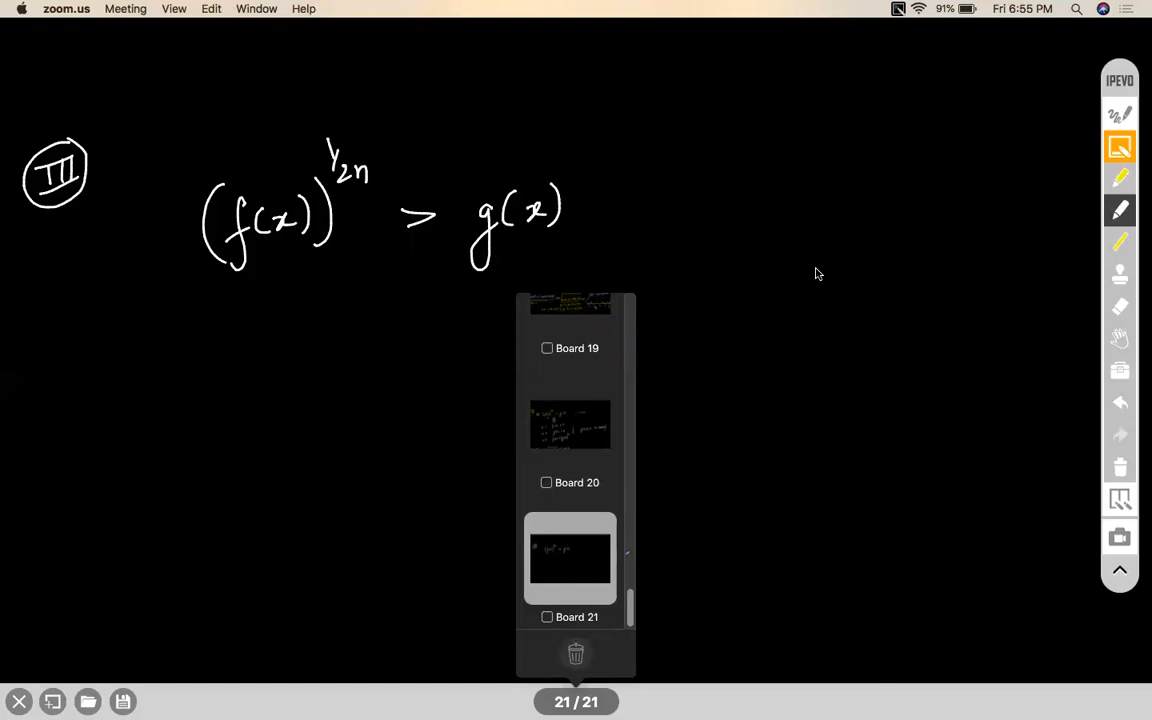 zoom.us Meeting View Edit Window Help 91% Fri 6:55 PM
IPEVO
III (f(x))^{1/2n} > g(x)
Board 19
Board 20
Board 21
21 / 21